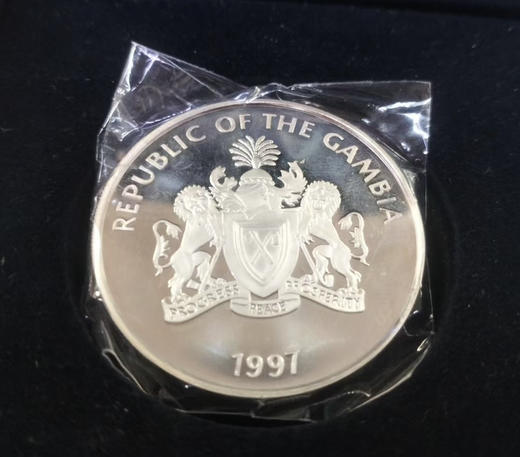 REPUBLIC OF THE GAMBIA
PROGRESS PEACE PROSPERITY
1997